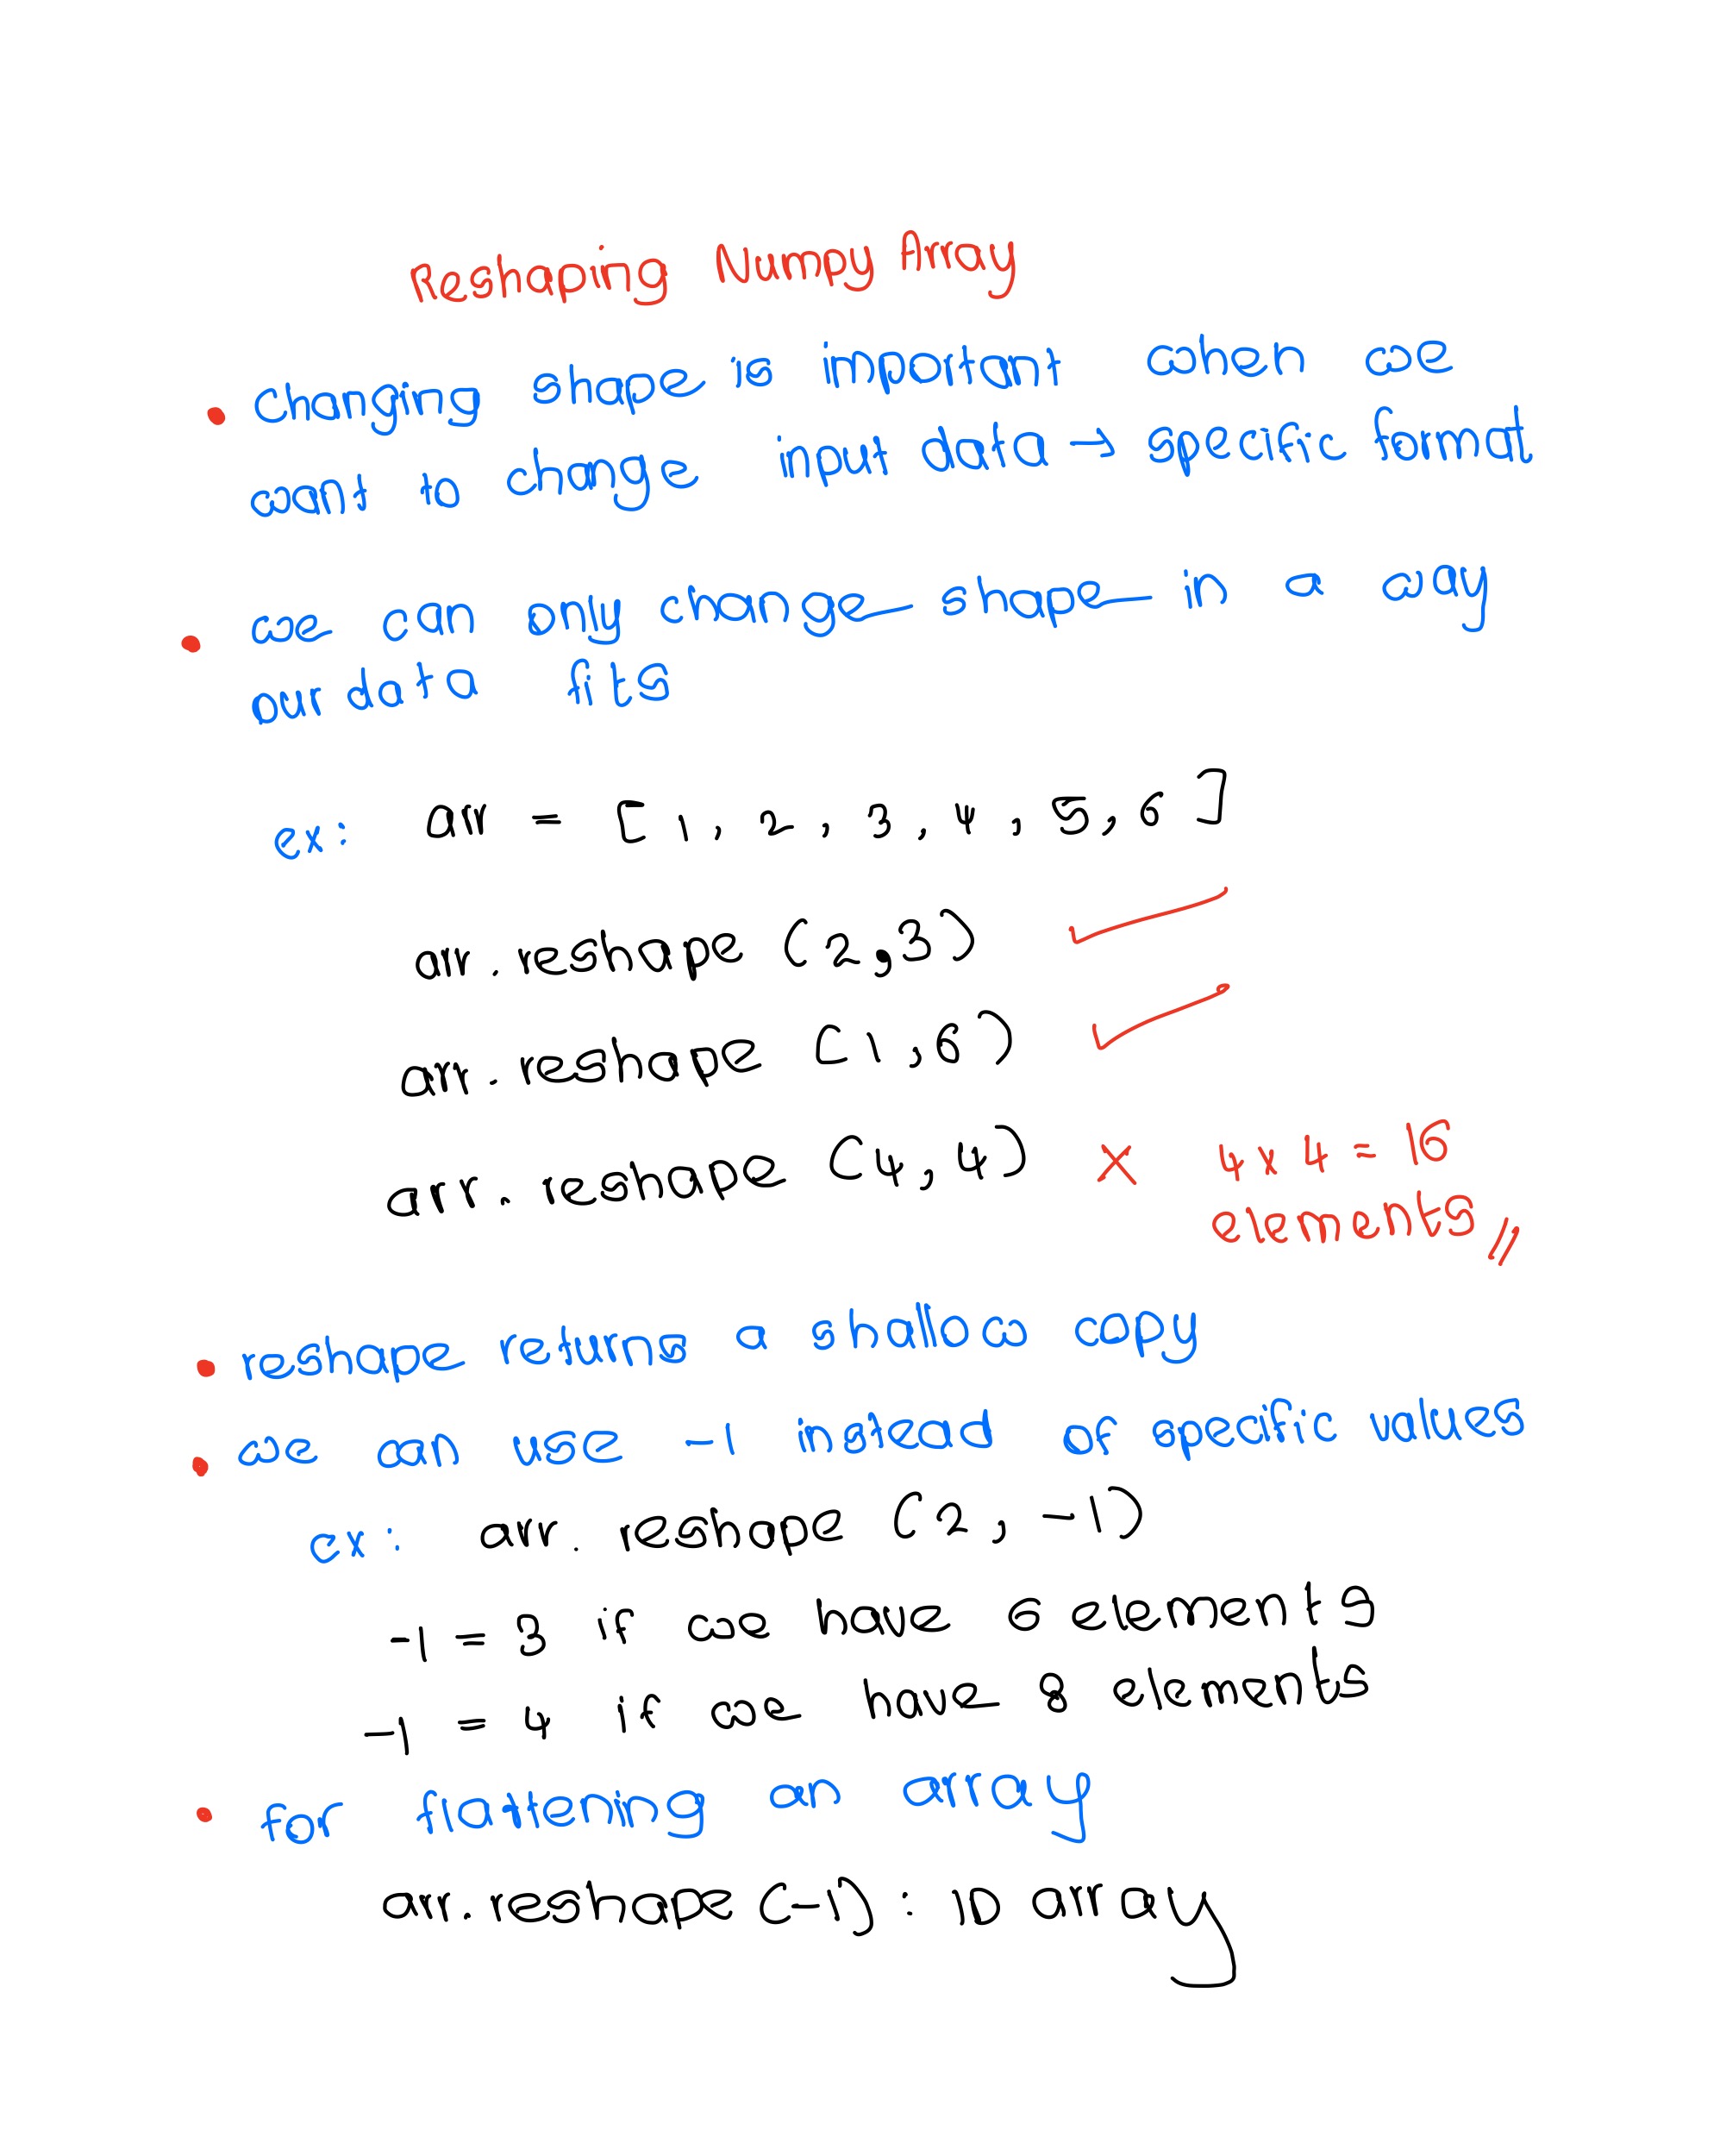 Reshaping Numpy Array
• changing shape is important when we
want to change input data → specific format
• we can only change shape in a way
our data fits
ex: arr = [1, 2, 3, 4, 5, 6]
arr.reshape (2,3) ✓
arr.reshape (1,6) ✓
arr.reshape (4,4) × 4x4 = 16
elements //
• reshape returns a shallow copy
• we can use -1 instead of specific values
ex: arr.reshape (2, -1)
-1 = 3 if we have 6 elements
-1 = 4 if we have 8 elements
• for flattening an array
arr.reshape (-1) : 1D array